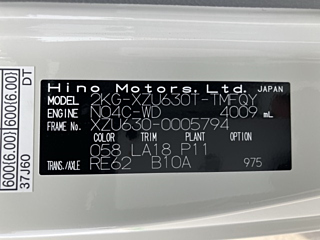 Hino Motors, Ltd. JAPAN
MODEL 2KG-XZU630T-TMFQY
ENGINE N04C-WD 4009 mL
FRAME No. XZU630-0005794
COLOR TRIM PLANT OPTION
058 LA18 P11
TRANS./AXLE RE62 B10A 975
600(6.00) 600(6.00) DT
37J60